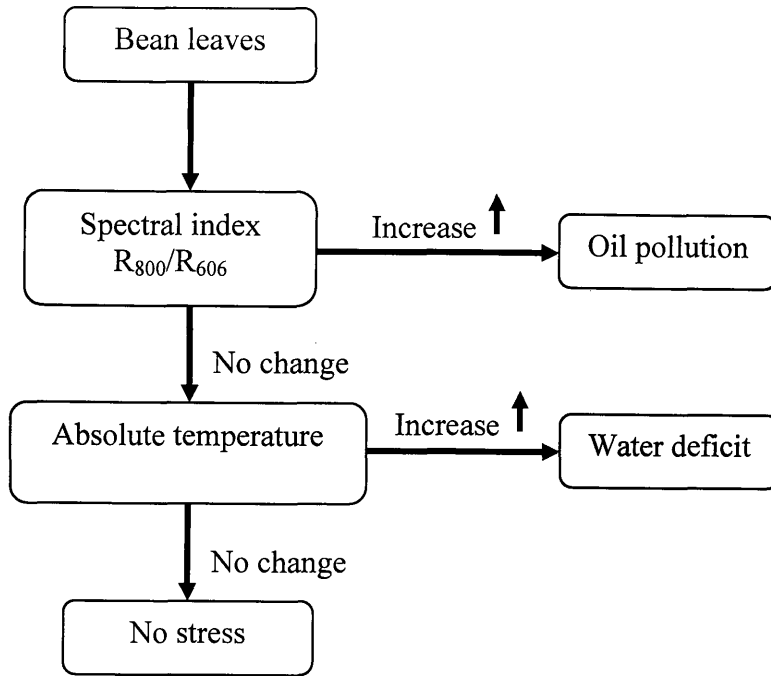 Bean leaves
Spectral index
R₈₀₀/R₆₀₆
Increase
Oil pollution
No change
Absolute temperature
Increase
Water deficit
No change
No stress